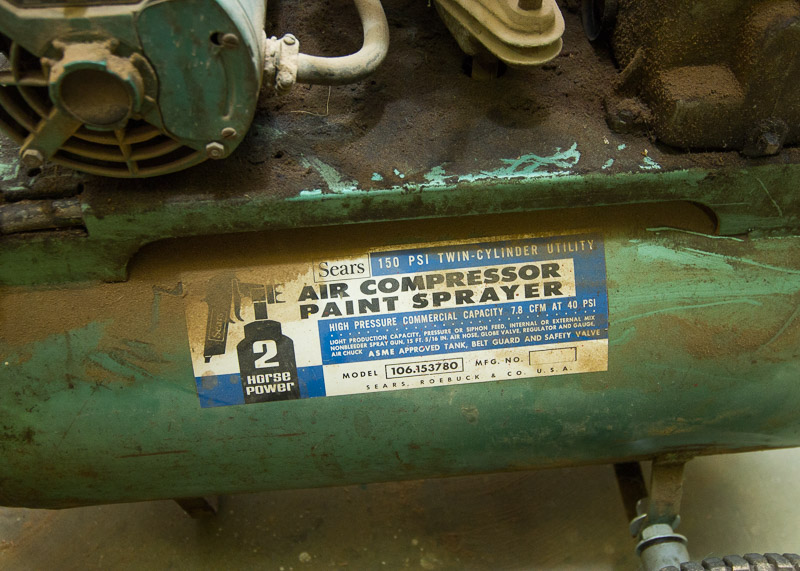 Sears 150 PSI TWIN-CYLINDER UTILITY
AIR COMPRESSOR
PAINT SPRAYER
HIGH PRESSURE COMMERCIAL CAPACITY 7.8 CFM AT 40 PSI
LIGHT PRODUCTION CAPACITY, PRESSURE OR SIPHON FEED, INTERNAL OR EXTERNAL MIX
NONBLEEDER SPRAY GUN, 15 FT. 5/16 IN. AIR HOSE, GLOBE VALVE, REGULATOR AND GAUGE,
AIR CHUCK ASME APPROVED TANK, BELT GUARD AND SAFETY VALVE
2
HORSE
POWER
MODEL 106.153780 MFG. NO.
SEARS, ROEBUCK & CO. U.S.A.